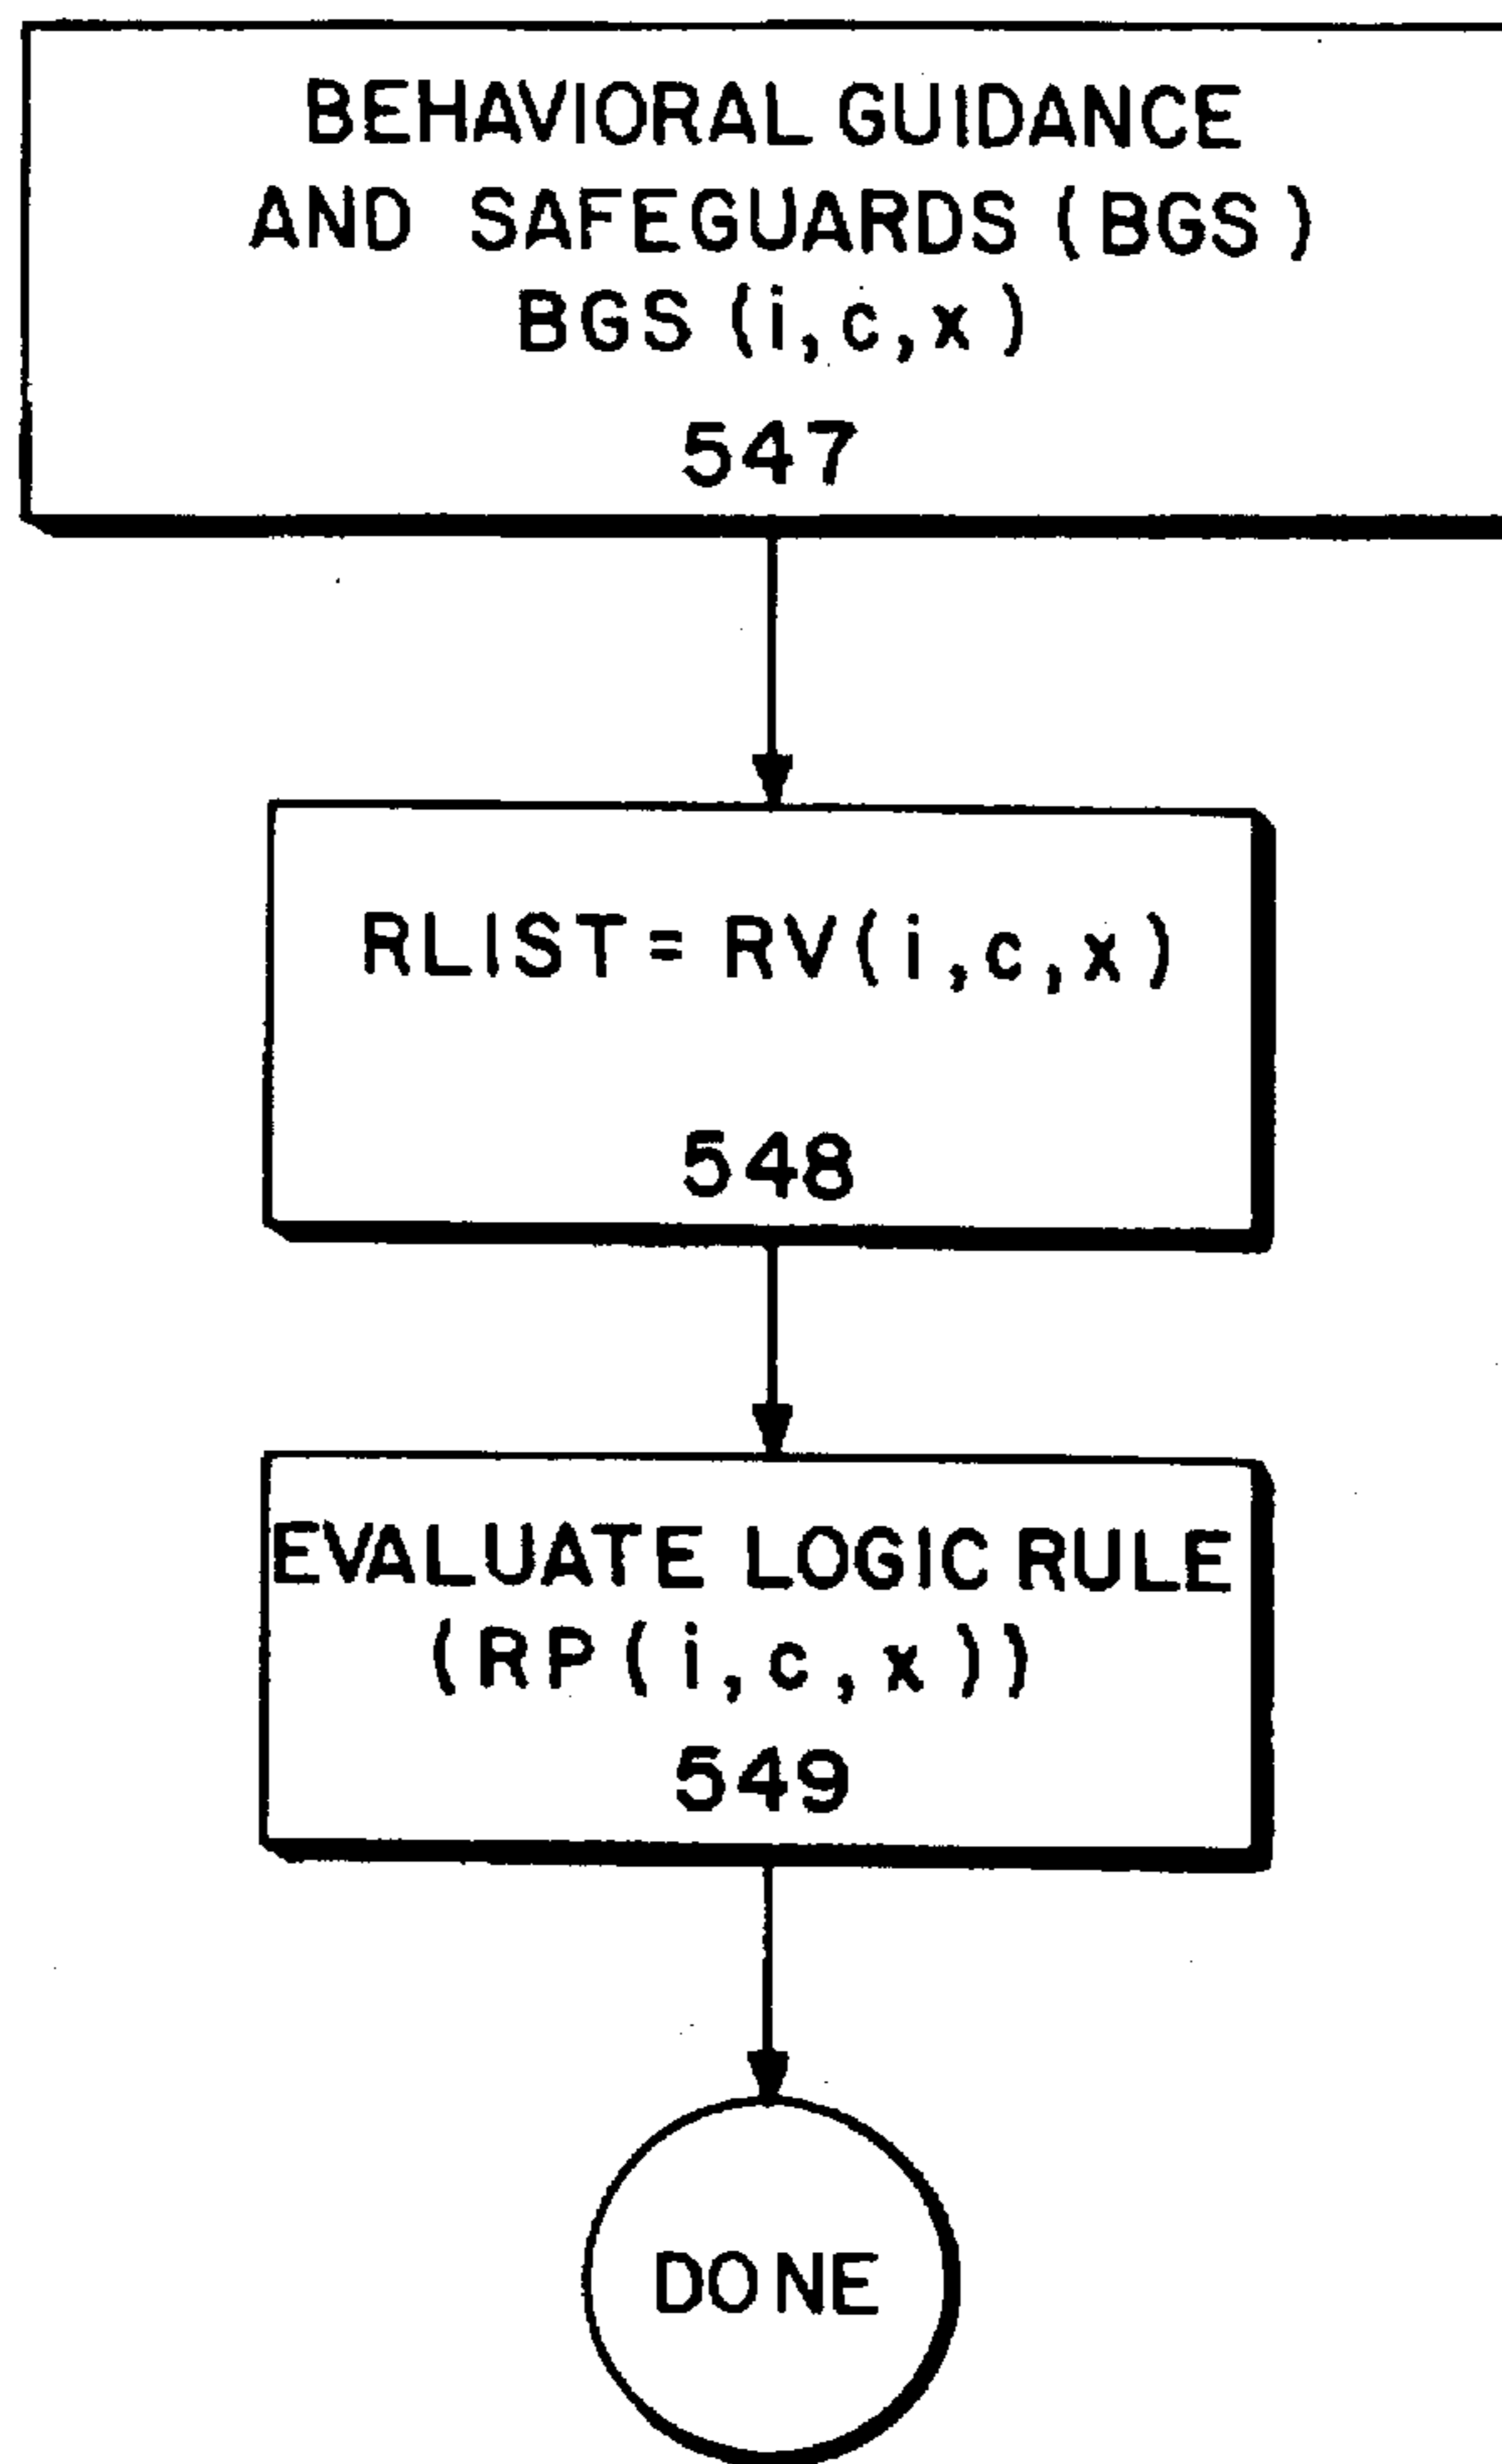 BEHAVIORAL GUIDANCE
AND SAFEGUARDS (BGS)
BGS (i,c,x)
547
RLIST = RV(i,c,x)
548
EVALUATE LOGIC RULE
(RP(i,c,x))
549
DONE